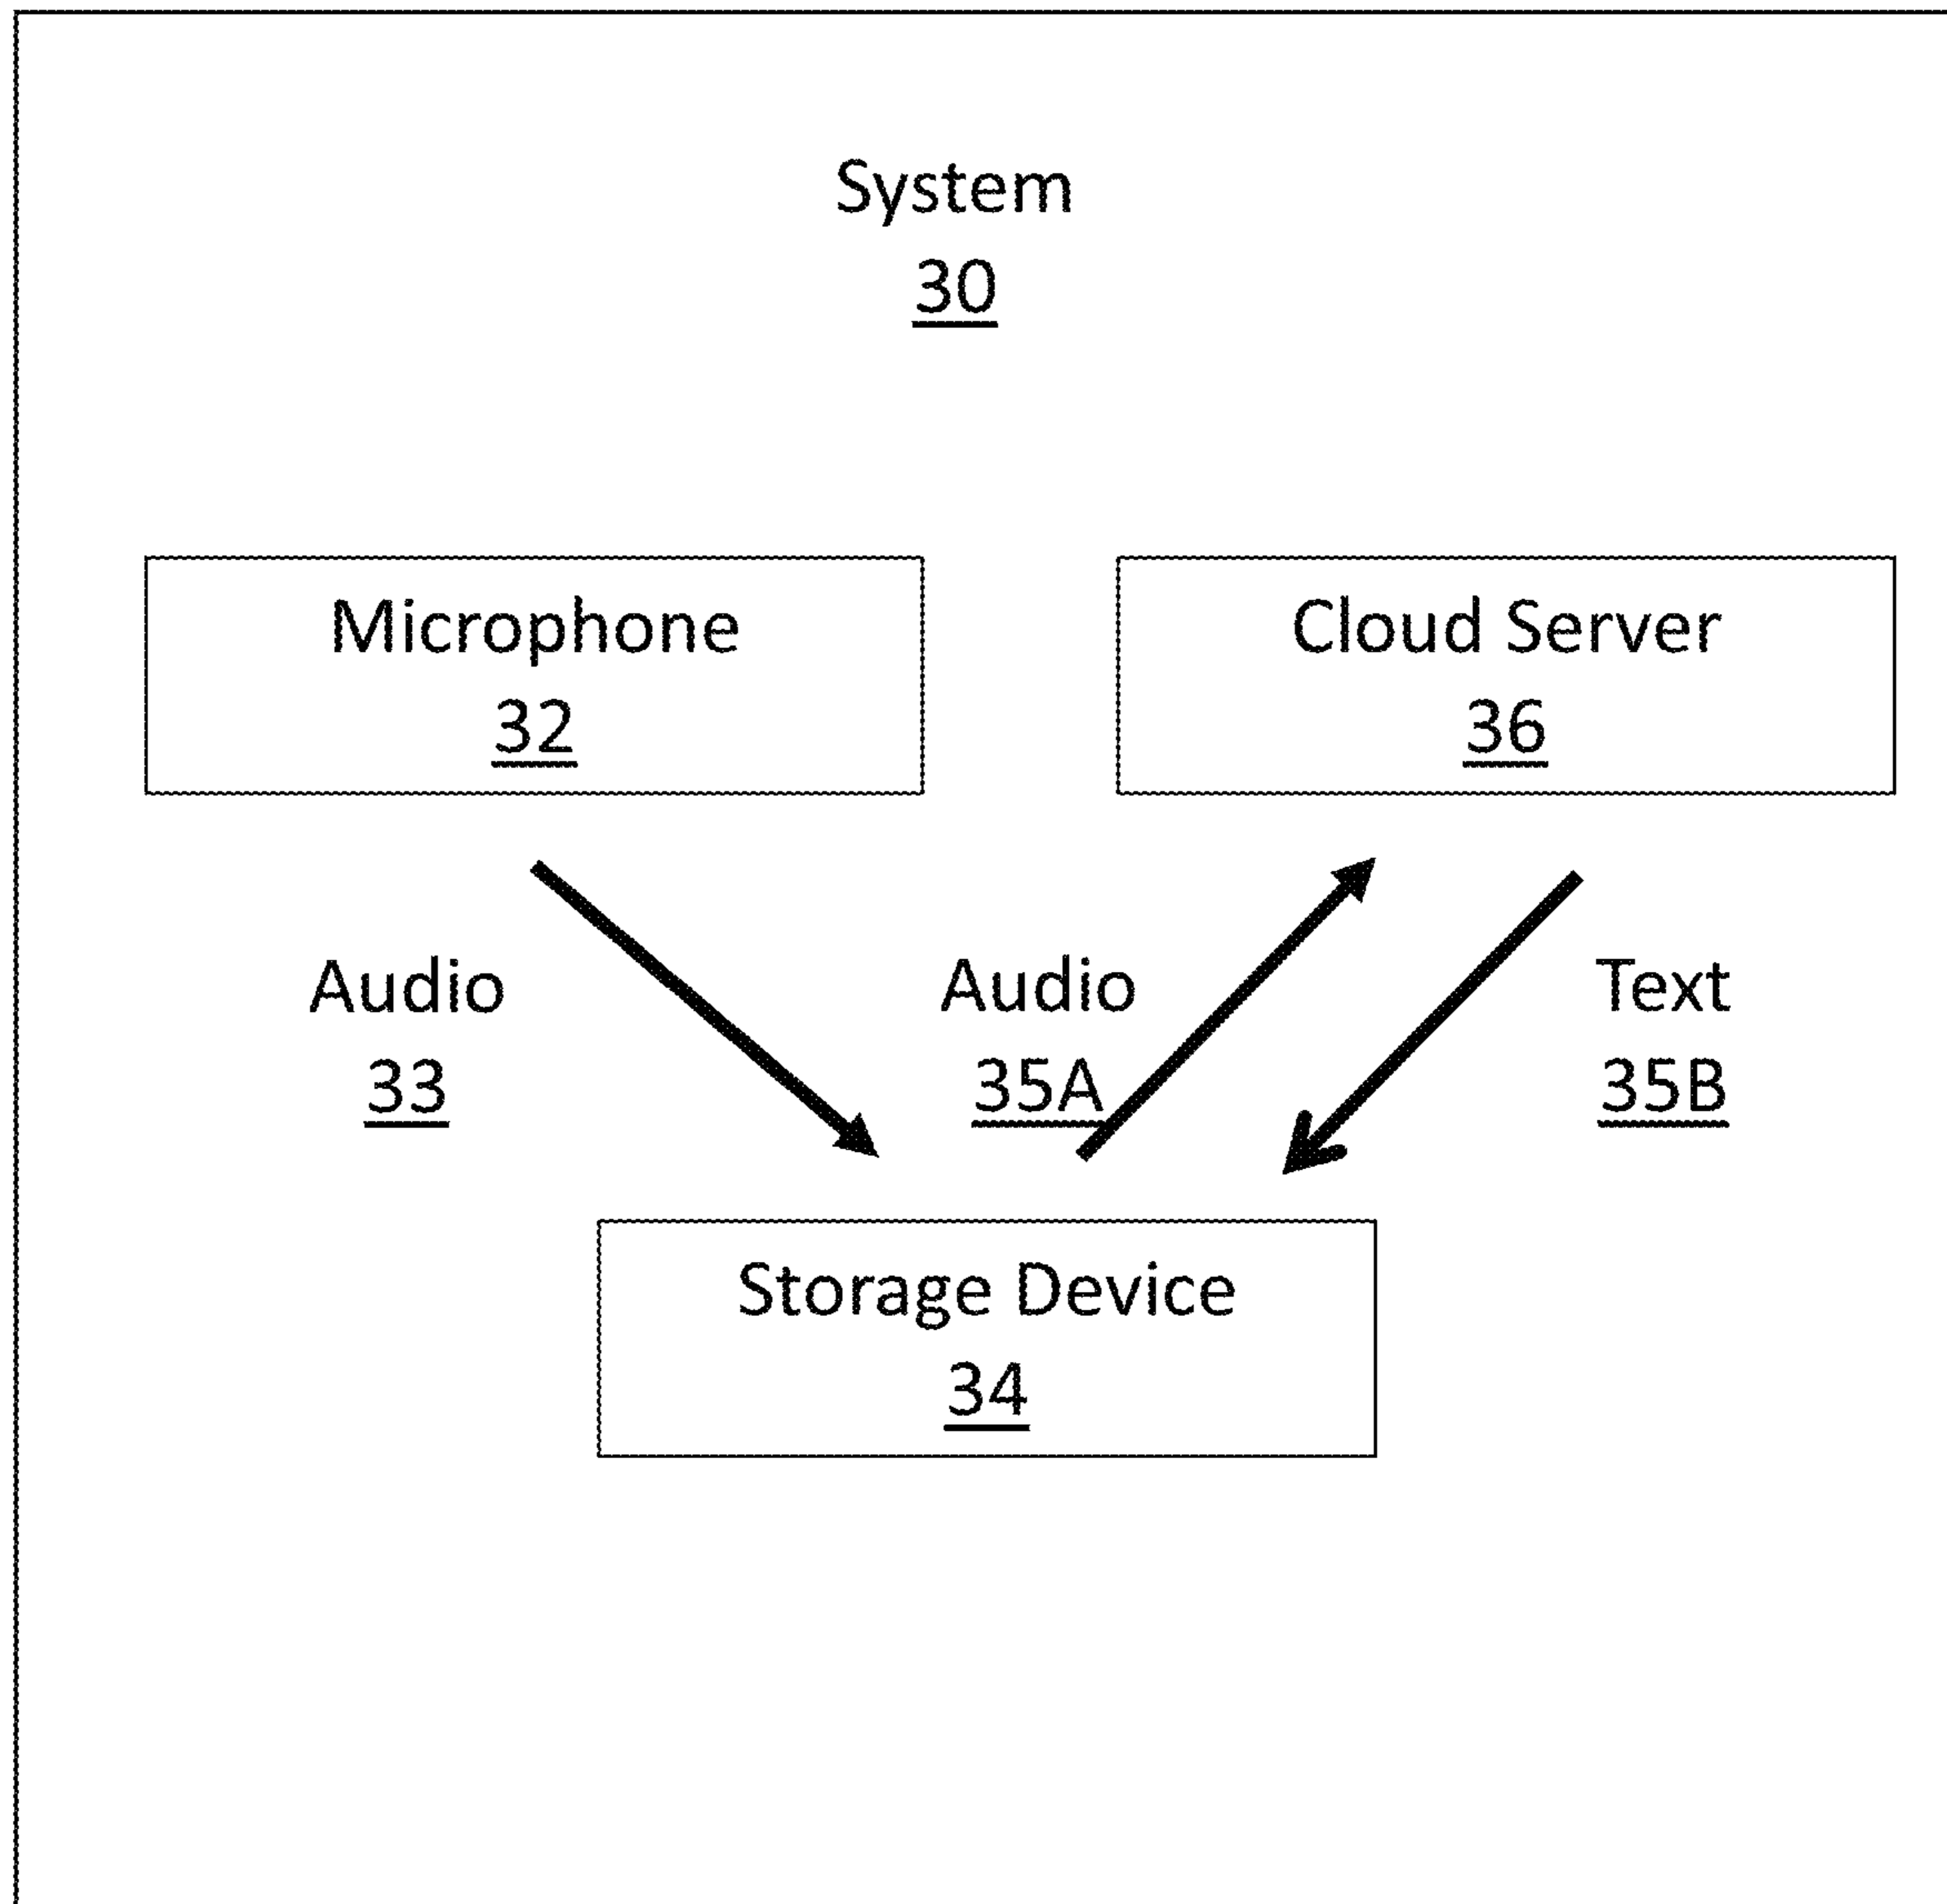 System
30
Microphone
32
Cloud Server
36
Audio
33
Audio
35A
Text
35B
Storage Device
34